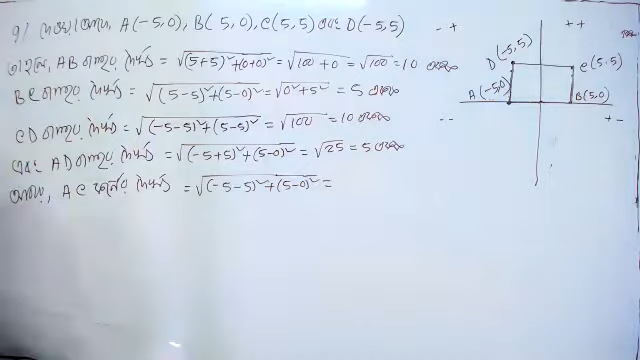 ৭/ দেওয়া আছে, A(-5,0), B(5,0), C(5,5) এবং D(-5,5)
তাহলে, AB বাহুর দৈর্ঘ্য = √(5+5)²+(0+0)² = √100+0 = √100 = 10 একক
BC বাহুর দৈর্ঘ্য = √(5-5)²+(5-0)² = √0²+5² = 5 একক
CD বাহুর দৈর্ঘ্য = √(-5-5)²+(5-5)² = √100 = 10 একক
এবং AD বাহুর দৈর্ঘ্য = √(-5+5)²+(5-0)² = √25 = 5 একক
আবার, AC কর্ণের দৈর্ঘ্য = √(-5-5)²+(5-0)² =
- +
+ +
D(-5,5)
C(5,5)
A(-5,0)
B(5,0)
- -
+ -